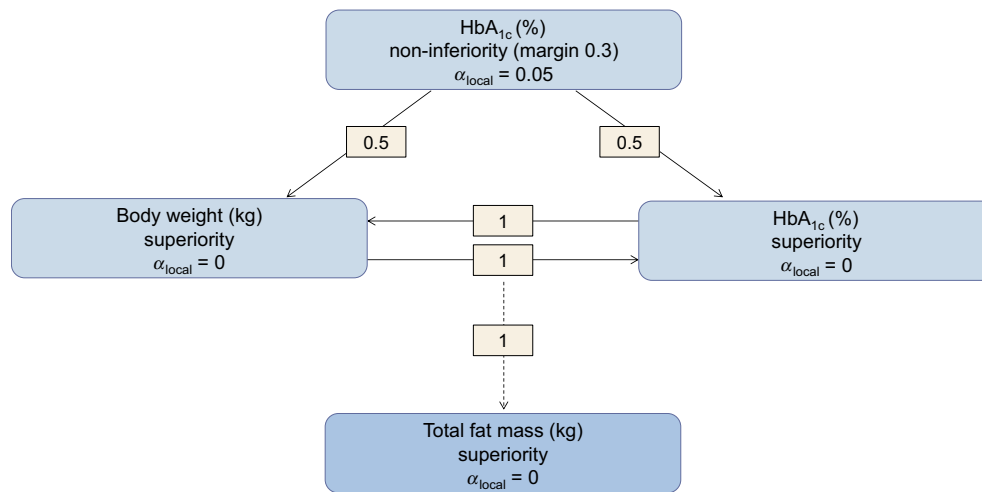 HbA1c (%)
non-inferiority (margin 0.3)
αlocal = 0.05
0.5
0.5
Body weight (kg)
superiority
αlocal = 0
1
1
HbA1c (%)
superiority
αlocal = 0
1
Total fat mass (kg)
superiority
αlocal = 0